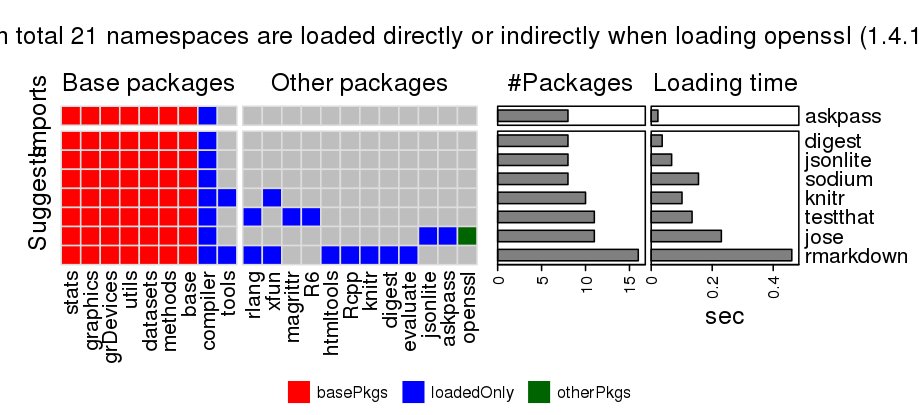 n total 21 namespaces are loaded directly or indirectly when loading openssl (1.4.1
Base packages
Other packages
#Packages
Loading time
Imports
Suggests
askpass
digest
jsonlite
sodium
knitr
testthat
jose
rmarkdown
stats
graphics
grDevices
utils
datasets
methods
base
compiler
tools
rlang
xfun
magrittr
R6
htmltools
Rcpp
knitr
digest
evaluate
jsonlite
askpass
openssl
0
5
10
15
0
0.2
0.4
sec
basePkgs
loadedOnly
otherPkgs